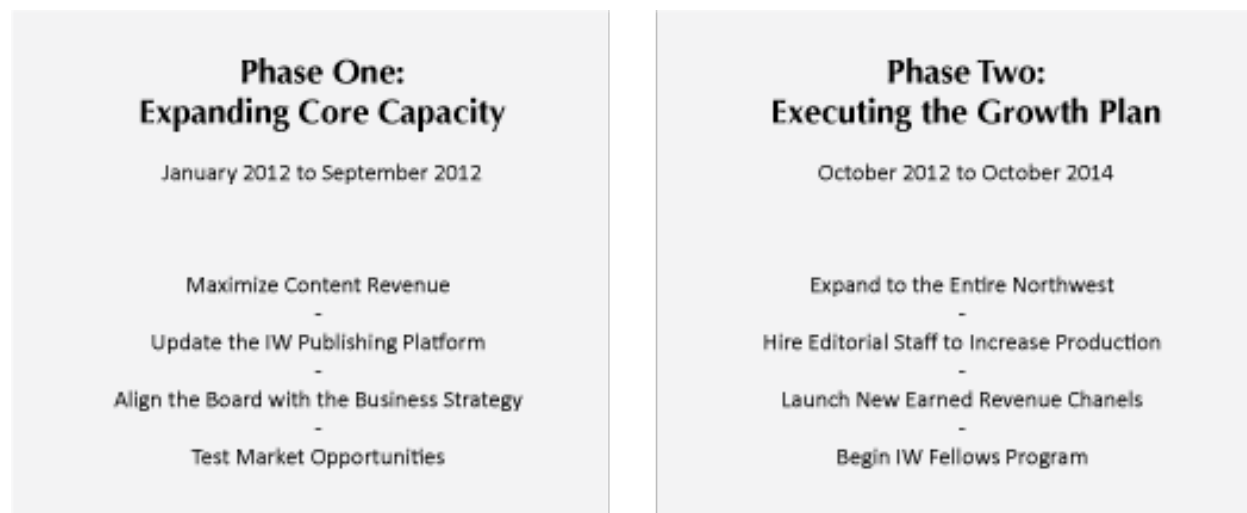 Phase One:
Expanding Core Capacity
January 2012 to September 2012
Maximize Content Revenue
-
Update the IW Publishing Platform
-
Align the Board with the Business Strategy
-
Test Market Opportunities
Phase Two:
Executing the Growth Plan
October 2012 to October 2014
Expand to the Entire Northwest
-
Hire Editorial Staff to Increase Production
-
Launch New Earned Revenue Chanels
-
Begin IW Fellows Program